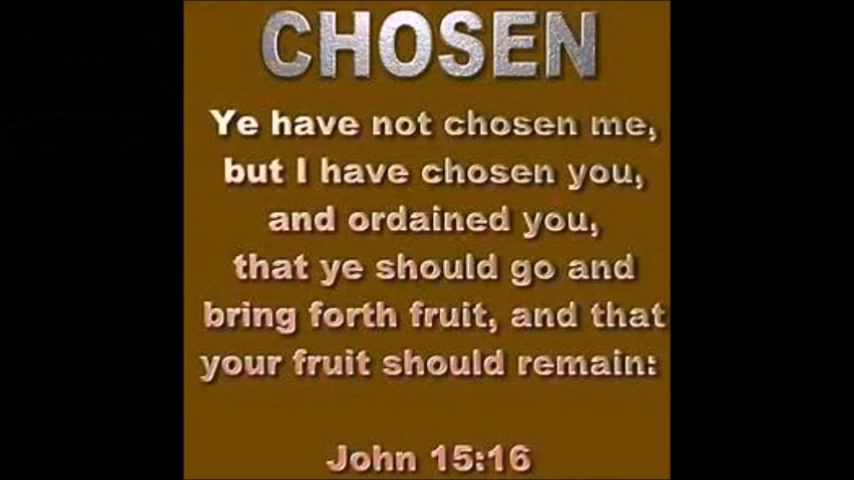 CHOSEN
Ye have not chosen me,
but I have chosen you,
and ordained you,
that ye should go and
bring forth fruit, and that
your fruit should remain:
John 15:16